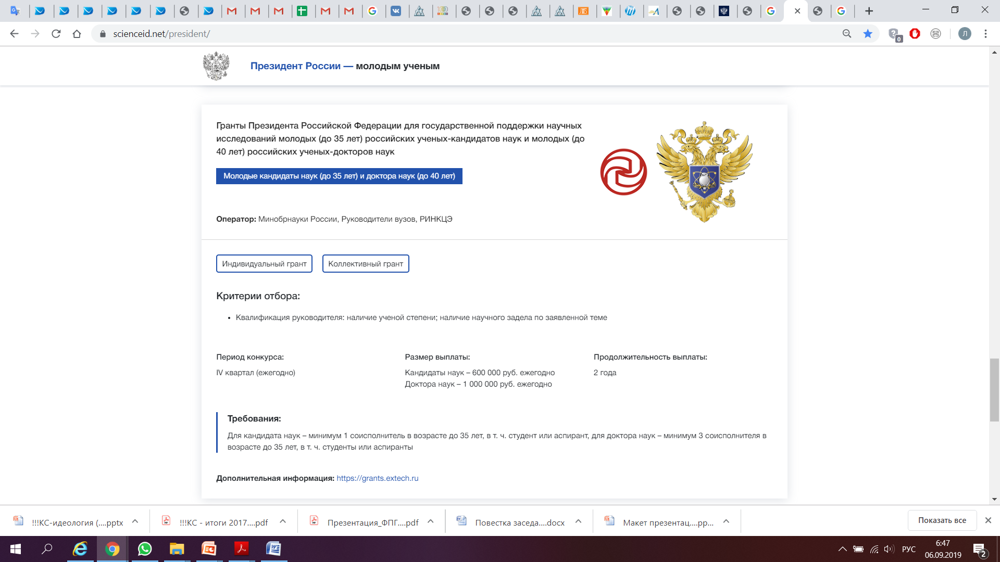 scienceid.net/president/
0
Л
Президент России — молодым ученым
Гранты Президента Российской Федерации для государственной поддержки научных
исследований молодых (до 35 лет) российских ученых-кандидатов наук и молодых (до
40 лет) российских ученых-докторов наук
Молодые кандидаты наук (до 35 лет) и доктора наук (до 40 лет)
Оператор: Минобрнауки России, Руководители вузов, РИНКЦЭ
Индивидуальный грант
Коллективный грант
Критерии отбора:
• Квалификация руководителя: наличие ученой степени; наличие научного задела по заявленной теме
Период конкурса:
IV квартал (ежегодно)
Размер выплаты:
Кандидаты наук – 600 000 руб. ежегодно
Доктора наук – 1 000 000 руб. ежегодно
Продолжительность выплаты:
2 года
Требования:
Для кандидата наук – минимум 1 соисполнитель в возрасте до 35 лет, в т. ч. студент или аспирант, для доктора наук – минимум 3 соисполнителя в
возрасте до 35 лет, в т. ч. студенты или аспиранты
Дополнительная информация: https://grants.extech.ru
!!!КС-идеология (....pptx
!!!КС - итоги 2017....pdf
Презентация_ФПГ....pdf
Повестка заседа....docx
Макет презентац....pp...
Показать все
РУС
6:47
06.09.2019
2